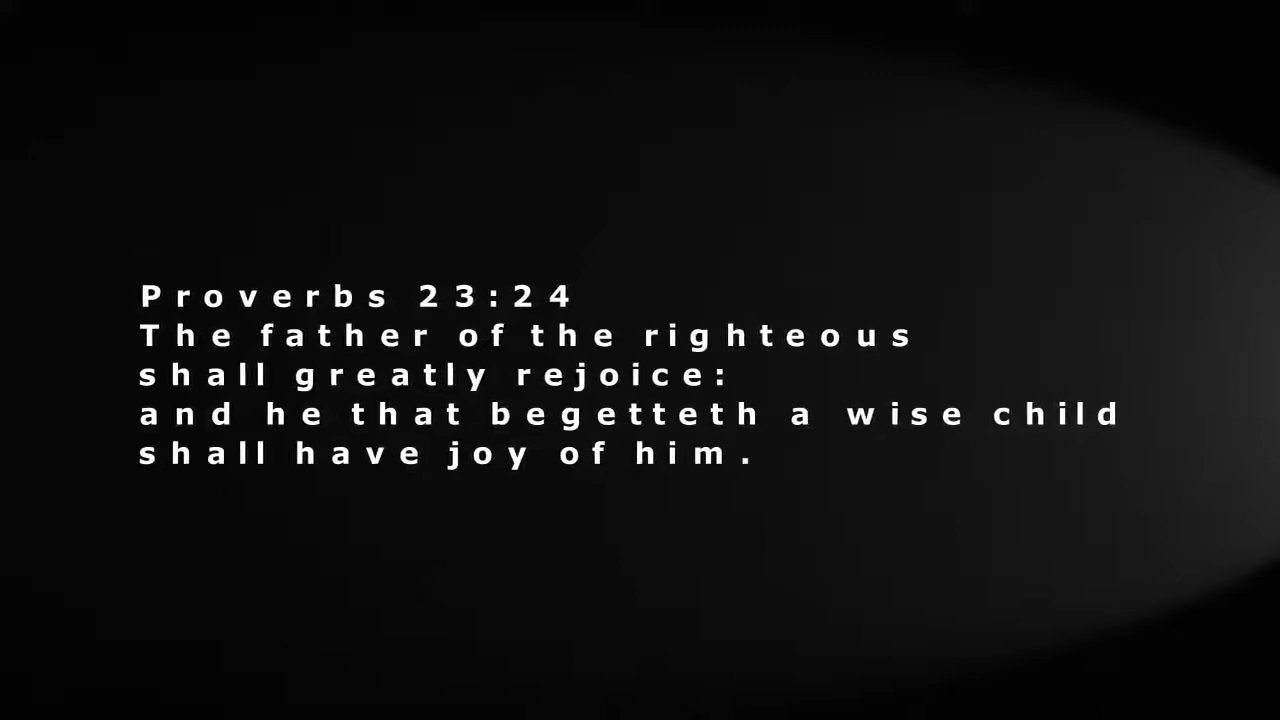 Proverbs 23:24
The father of the righteous
shall greatly rejoice:
and he that begetteth a wise child
shall have joy of him.